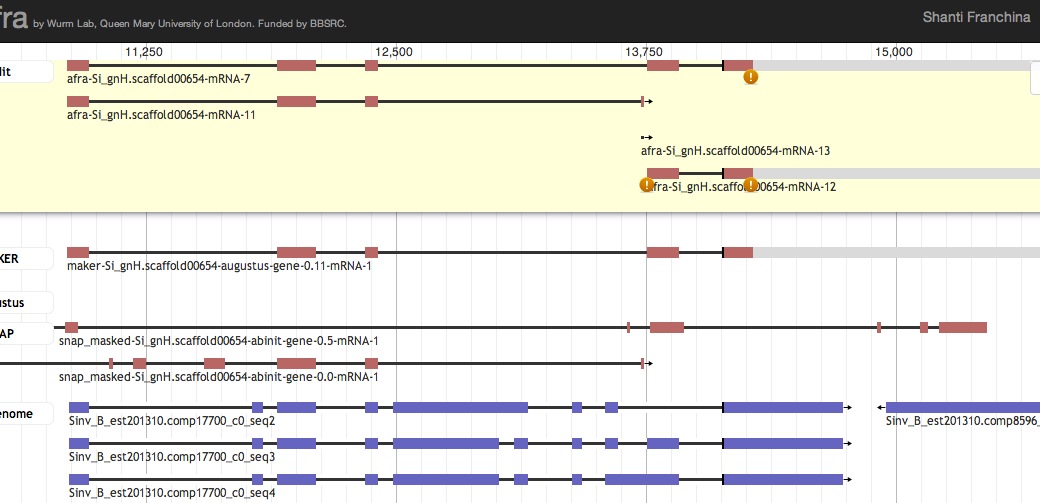 fra by Wurm Lab, Queen Mary University of London. Funded by BBSRC. Shanti Franchina
11,250 12,500 13,750 15,000
dit
afra-Si_gnH.scaffold00654-mRNA-7
afra-Si_gnH.scaffold00654-mRNA-11
afra-Si_gnH.scaffold00654-mRNA-13
afra-Si_gnH.scaffold00654-mRNA-12
KER
maker-Si_gnH.scaffold00654-augustus-gene-0.11-mRNA-1
ustus
AP
snap_masked-Si_gnH.scaffold00654-abinit-gene-0.5-mRNA-1
snap_masked-Si_gnH.scaffold00654-abinit-gene-0.0-mRNA-1
enome
Sinv_B_est201310.comp17700_c0_seq2 Sinv_B_est201310.comp8596_
Sinv_B_est201310.comp17700_c0_seq3
Sinv_B_est201310.comp17700_c0_seq4